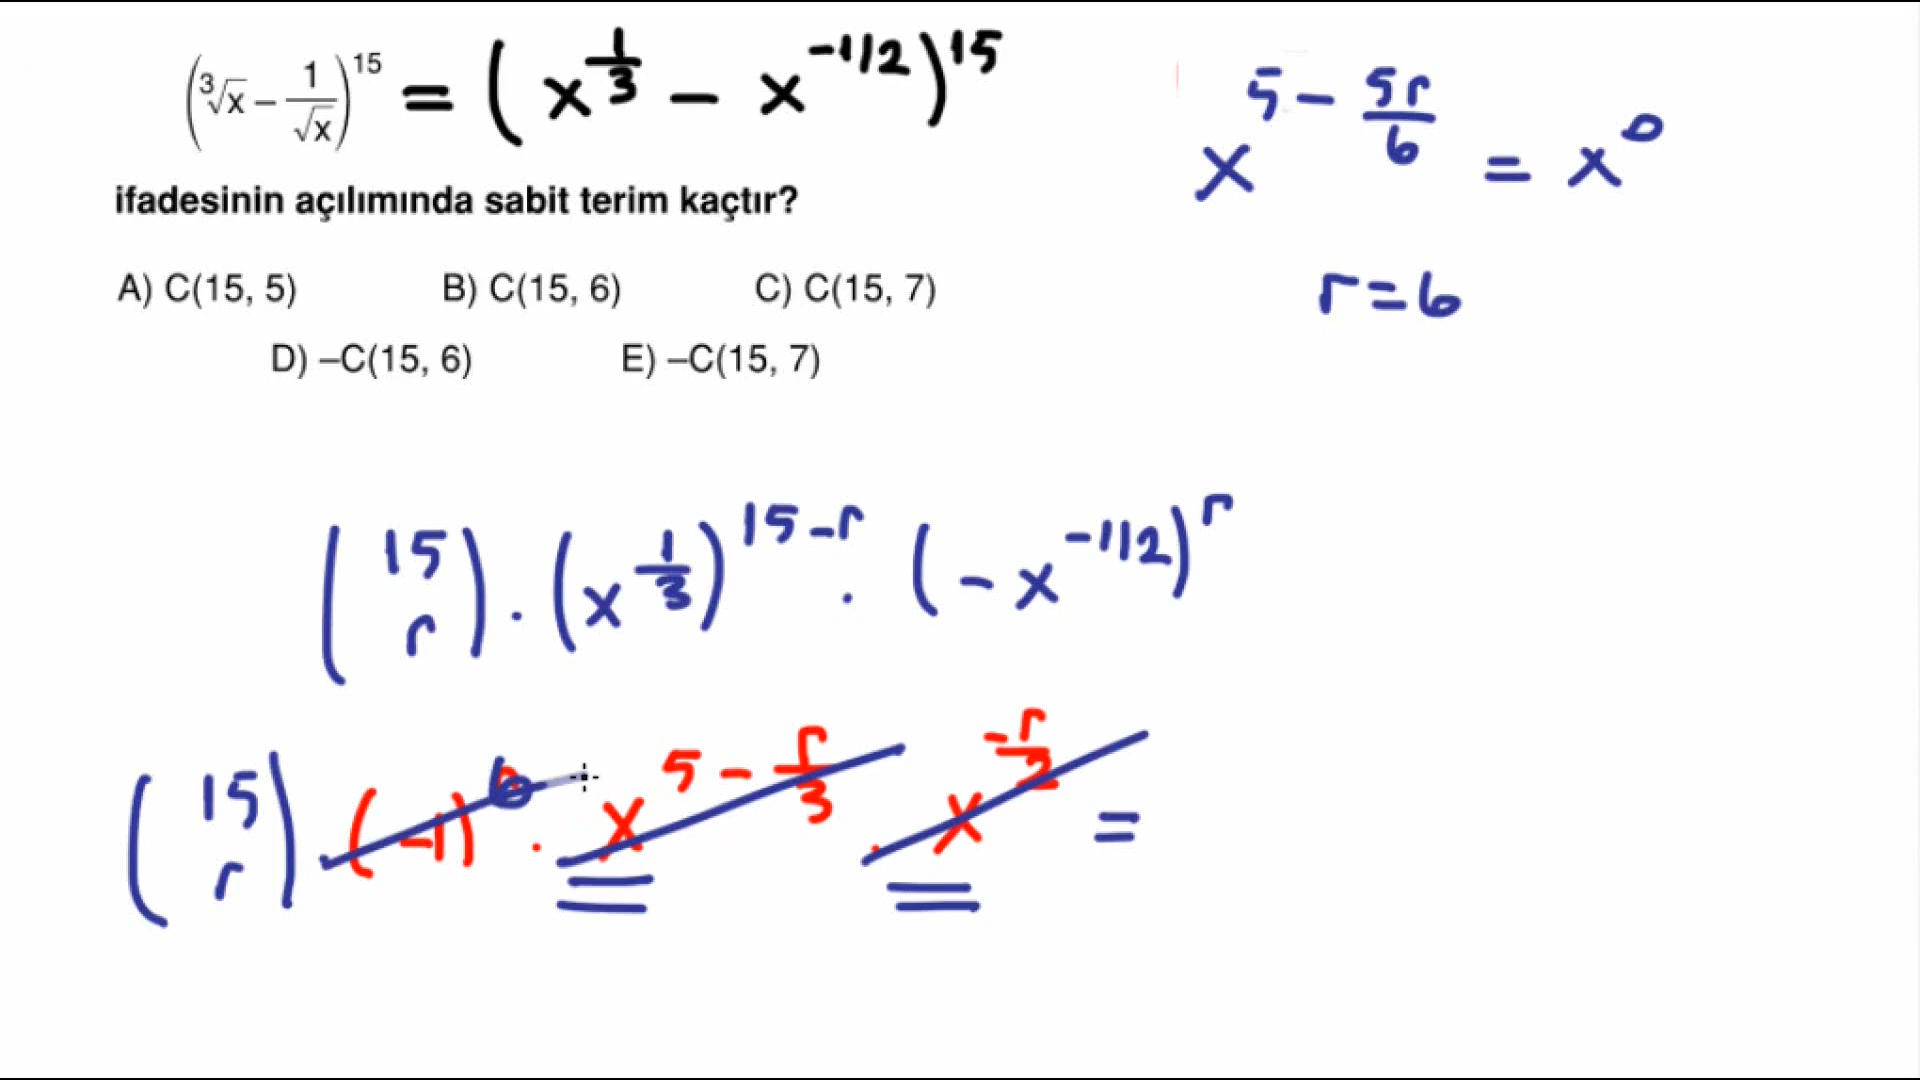 (∛x − 1/√x)^15 = (x^(1/3) − x^(-1/2))^15
ifadesinin açılımında sabit terim kaçtır?
A) C(15, 5) B) C(15, 6) C) C(15, 7)
D) –C(15, 6) E) –C(15, 7)
x^(5 − 5r/6) = x^0
r = 6
(15 r) · (x^(1/3))^(15−r) · (−x^(-1/2))^r
(15 r) (−1)^6 · x^(5 − r/3) · x^(−r/2) =